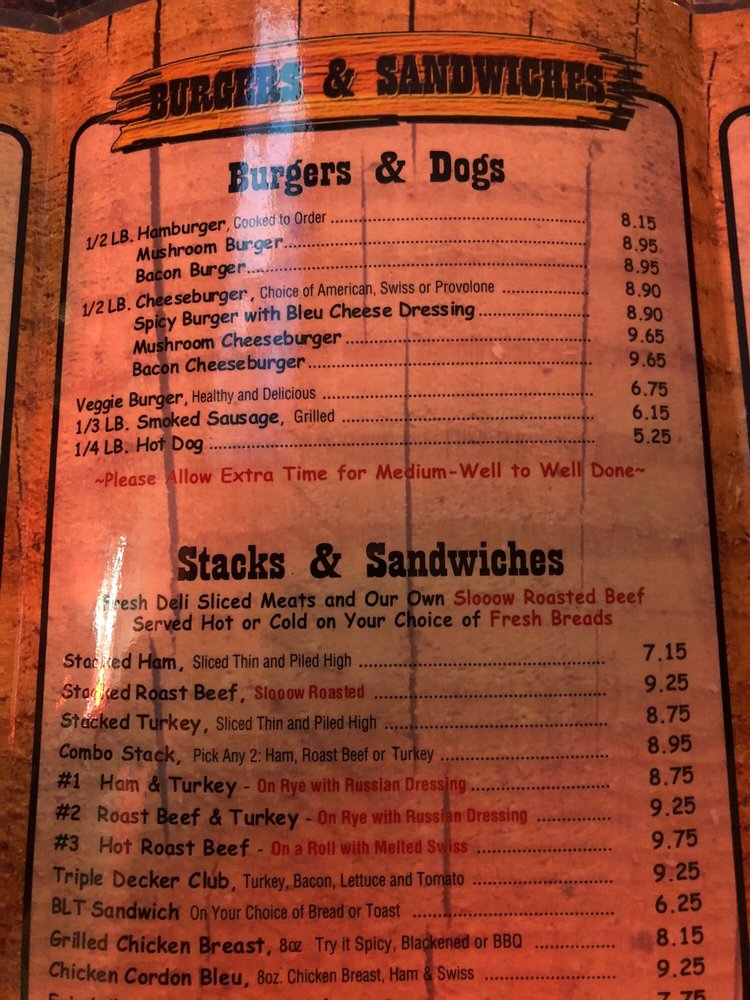 BURGERS & SANDWICHES
Burgers & Dogs
1/2 LB. Hamburger, Cooked to Order 8.15
Mushroom Burger 8.95
Bacon Burger 8.95
1/2 LB. Cheeseburger, Choice of American, Swiss or Provolone 8.90
Spicy Burger with Bleu Cheese Dressing 8.90
Mushroom Cheeseburger 9.65
Bacon Cheeseburger 9.65
Veggie Burger, Healthy and Delicious 6.75
1/3 LB. Smoked Sausage, Grilled 6.15
1/4 LB. Hot Dog 5.25
~Please Allow Extra Time for Medium-Well to Well Done~
Stacks & Sandwiches
Fresh Deli Sliced Meats and Our Own Slooow Roasted Beef
Served Hot or Cold on Your Choice of Fresh Breads
Stacked Ham, Sliced Thin and Piled High 7.15
Stacked Roast Beef, Slooow Roasted 9.25
Stacked Turkey, Sliced Thin and Piled High 8.75
Combo Stack, Pick Any 2: Ham, Roast Beef or Turkey 8.95
#1 Ham & Turkey - On Rye with Russian Dressing 8.75
#2 Roast Beef & Turkey - On Rye with Russian Dressing 9.25
#3 Hot Roast Beef - On a Roll with Melted Swiss 9.75
Triple Decker Club, Turkey, Bacon, Lettuce and Tomato 9.25
BLT Sandwich On Your Choice of Bread or Toast 6.25
Grilled Chicken Breast, 8oz Try it Spicy, Blackened or BBQ 8.15
Chicken Cordon Bleu, 8oz. Chicken Breast, Ham & Swiss 9.25
7.75